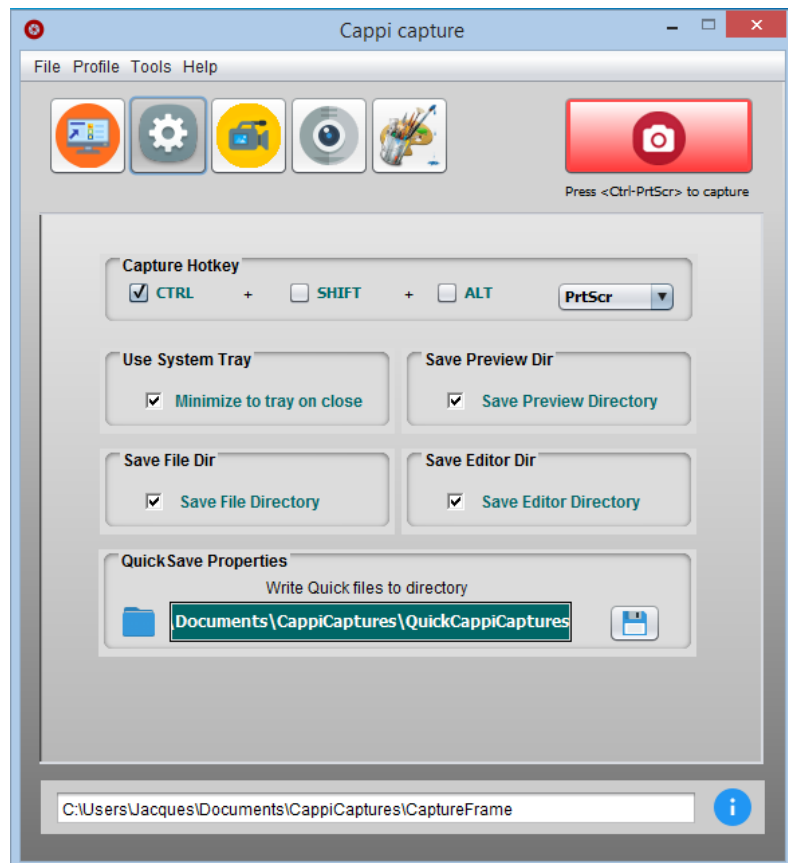 Cappi capture
File Profile Tools Help
Press <Ctrl-PrtScr> to capture
Capture Hotkey
CTRL + SHIFT + ALT PrtScr
Use System Tray Save Preview Dir
Minimize to tray on close Save Preview Directory
Save File Dir Save Editor Dir
Save File Directory Save Editor Directory
QuickSave Properties
Write Quick files to directory
\Documents\CappiCaptures\QuickCappiCaptures
C:\Users\Jacques\Documents\CappiCaptures\CaptureFrame